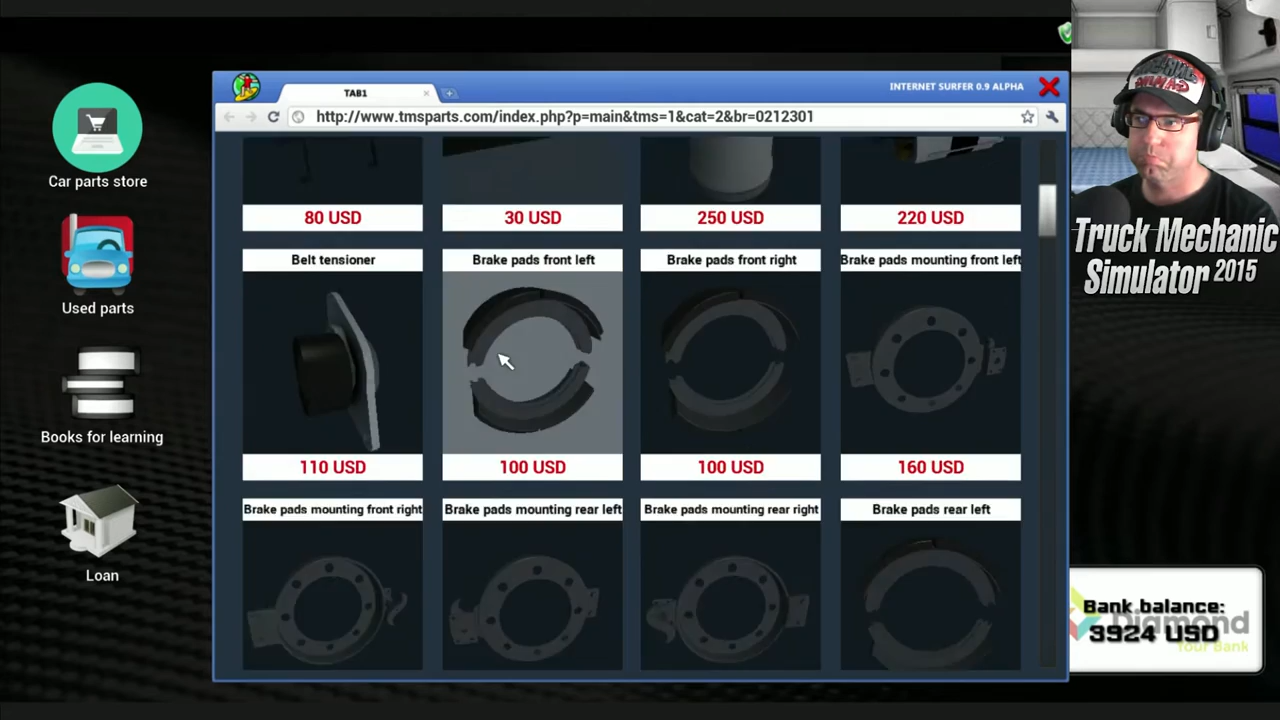 TAB1
INTERNET SURFER 0.9 ALPHA
http://www.tmsparts.com/index.php?p=main&tms=1&cat=2&br=0212301
Car parts store
Used parts
Books for learning
Loan
80 USD
30 USD
250 USD
220 USD
Belt tensioner
Brake pads front left
Brake pads front right
Brake pads mounting front left
110 USD
100 USD
100 USD
160 USD
Brake pads mounting front right
Brake pads mounting rear left
Brake pads mounting rear right
Brake pads rear left
Truck Mechanic
Simulator 2015
Bank balance:
3924 USD
Diamond
Your Bank